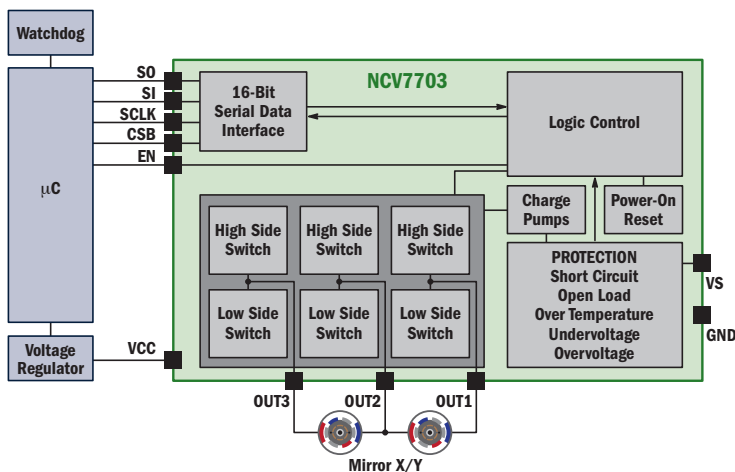 Watchdog
µC
Voltage
Regulator
SO
SI
SCLK
CSB
EN
VCC
NCV7703
16-Bit
Serial Data
Interface
Logic Control
Charge
Pumps
Power-On
Reset
High Side
Switch
High Side
Switch
High Side
Switch
Low Side
Switch
Low Side
Switch
Low Side
Switch
PROTECTION
Short Circuit
Open Load
Over Temperature
Undervoltage
Overvoltage
VS
GND
OUT3
OUT2
OUT1
Mirror X/Y